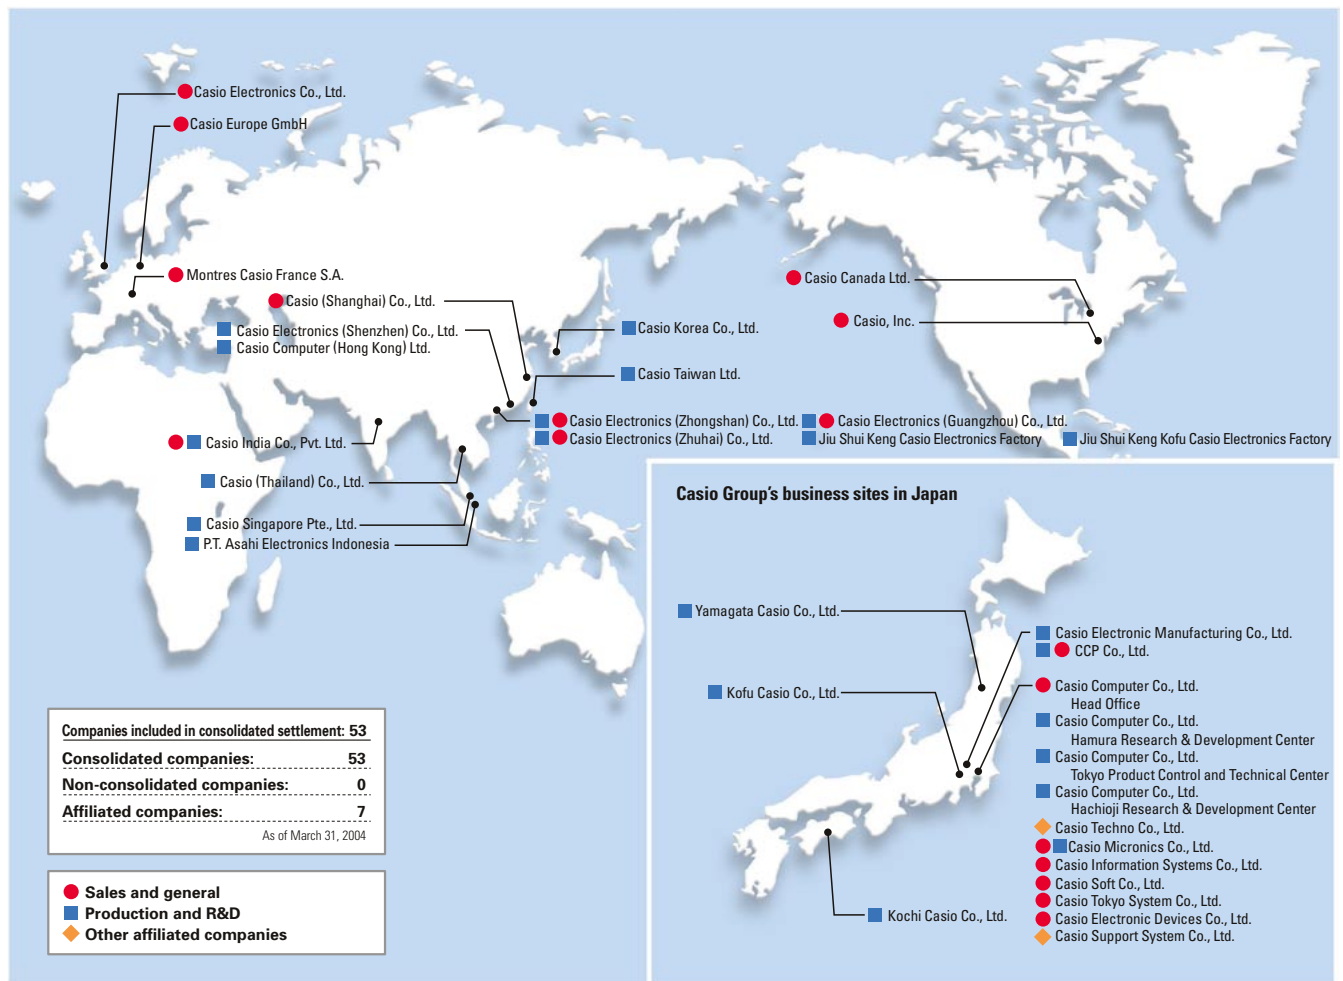 Casio Electronics Co., Ltd.
Casio Europe GmbH
Montres Casio France S.A.
Casio (Shanghai) Co., Ltd.
Casio Electronics (Shenzhen) Co., Ltd.
Casio Computer (Hong Kong) Ltd.
Casio Korea Co., Ltd.
Casio Taiwan Ltd.
Casio Canada Ltd.
Casio, Inc.
Casio Electronics (Zhongshan) Co., Ltd.
Casio Electronics (Guangzhou) Co., Ltd.
Casio Electronics (Zhuhai) Co., Ltd.
Jiu Shui Keng Casio Electronics Factory
Jiu Shui Keng Kofu Casio Electronics Factory
Casio India Co., Pvt. Ltd.
Casio (Thailand) Co., Ltd.
Casio Singapore Pte., Ltd.
P.T. Asahi Electronics Indonesia
Casio Group's business sites in Japan
Yamagata Casio Co., Ltd.
Kofu Casio Co., Ltd.
Kochi Casio Co., Ltd.
Casio Electronic Manufacturing Co., Ltd.
CCP Co., Ltd.
Casio Computer Co., Ltd.
Head Office
Casio Computer Co., Ltd.
Hamura Research & Development Center
Casio Computer Co., Ltd.
Tokyo Product Control and Technical Center
Casio Computer Co., Ltd.
Hachioji Research & Development Center
Casio Techno Co., Ltd.
Casio Micronics Co., Ltd.
Casio Information Systems Co., Ltd.
Casio Soft Co., Ltd.
Casio Tokyo System Co., Ltd.
Casio Electronic Devices Co., Ltd.
Casio Support System Co., Ltd.
Companies included in consolidated settlement: 53
Consolidated companies: 53
Non-consolidated companies: 0
Affiliated companies: 7
As of March 31, 2004
Sales and general
Production and R&D
Other affiliated companies